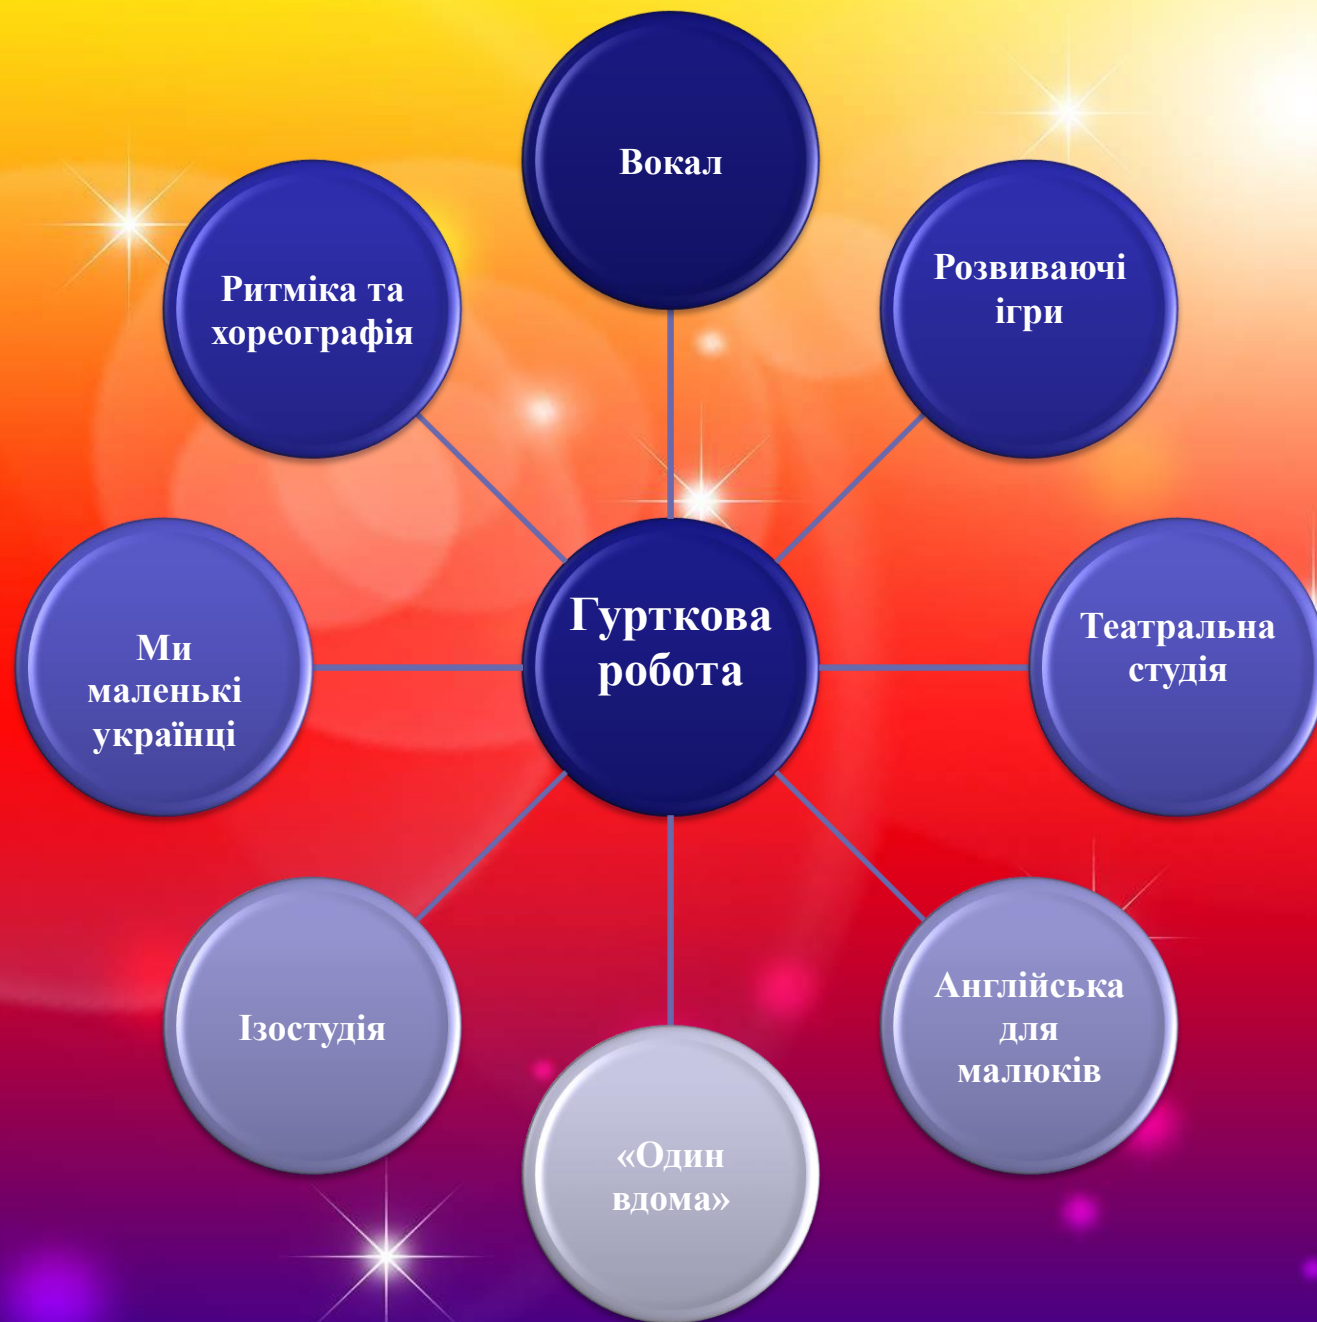 Вокал
Розвиваючі
ігри
Ритміка та
хореографія
Гурткова
робота
Театральна
студія
Ми
маленькі
українці
Англійська
для
малюків
Ізостудія
«Один
вдома»